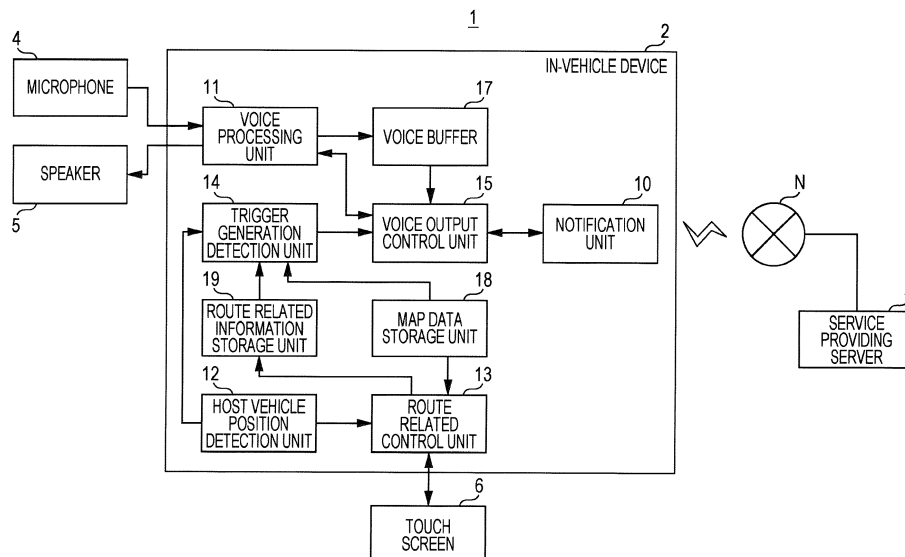 1
4
2
MICROPHONE
IN-VEHICLE DEVICE
11
VOICE
PROCESSING
UNIT
17
VOICE BUFFER
SPEAKER
5
14
TRIGGER
GENERATION
DETECTION UNIT
15
VOICE OUTPUT
CONTROL UNIT
10
NOTIFICATION
UNIT
N
19
ROUTE RELATED
INFORMATION
STORAGE UNIT
18
MAP DATA
STORAGE UNIT
SERVICE
PROVIDING
SERVER
12
HOST VEHICLE
POSITION
DETECTION UNIT
13
ROUTE
RELATED
CONTROL UNIT
6
TOUCH
SCREEN